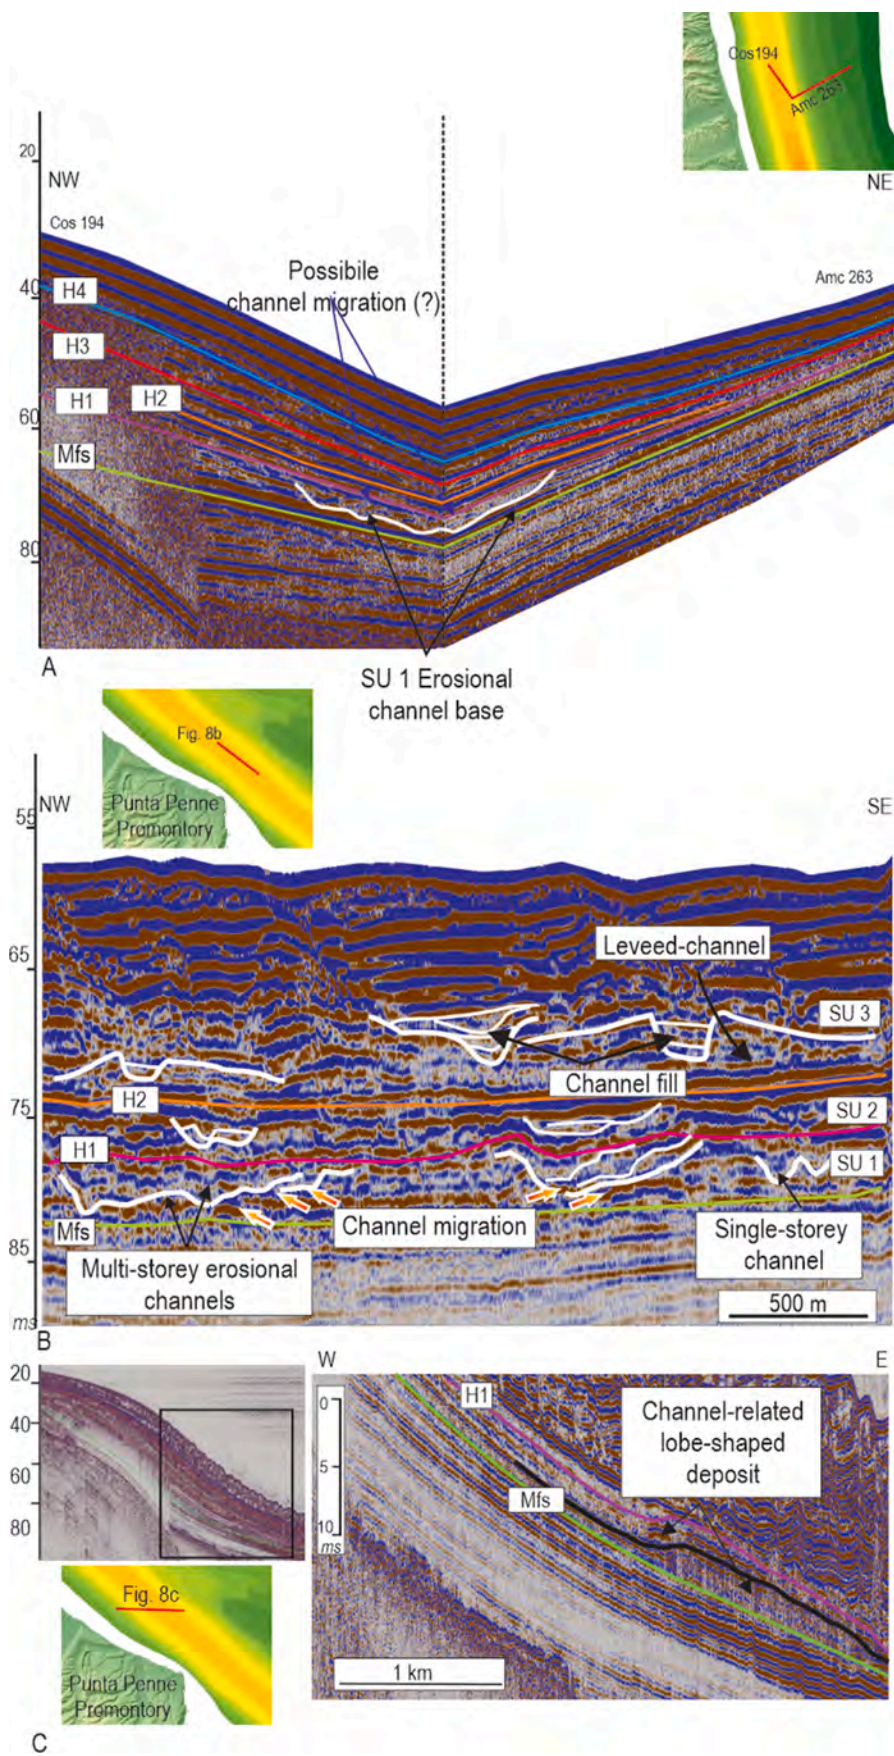 Cos194
Amc 263
20
NW
NE
Cos 194
Possibile
channel migration (?)
Amc 263
40
H4
H3
H1
H2
60
Mfs
80
A
SU 1 Erosional
channel base
Fig. 8b
Punta Penne
Promontory
NW
SE
55
65
Leveed-channel
SU 3
Channel fill
H2
75
SU 2
H1
SU 1
Mfs
Channel migration
Single-storey
channel
85
Multi-storey erosional
channels
500 m
ms
B
W
E
20
40
60
80
0
5
10
ms
H1
Channel-related
lobe-shaped
deposit
Mfs
1 km
Fig. 8c
Punta Penne
Promontory
C